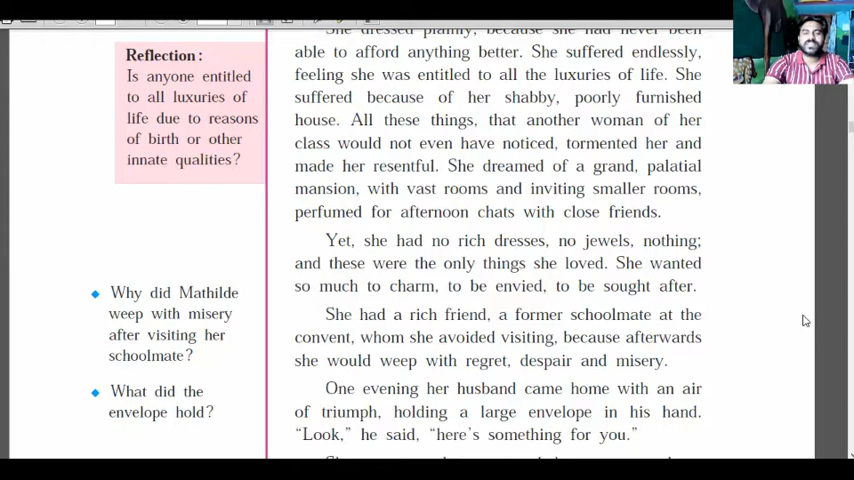 Reflection:
Is anyone entitled
to all luxuries of
life due to reasons
of birth or other
innate qualities?
Why did Mathilde
weep with misery
after visiting her
schoolmate?
What did the
envelope hold?
She dressed plainly, because she had never been
able to afford anything better. She suffered endlessly,
feeling she was entitled to all the luxuries of life. She
suffered because of her shabby, poorly furnished
house. All these things, that another woman of her
class would not even have noticed, tormented her and
made her resentful. She dreamed of a grand, palatial
mansion, with vast rooms and inviting smaller rooms,
perfumed for afternoon chats with close friends.
Yet, she had no rich dresses, no jewels, nothing;
and these were the only things she loved. She wanted
so much to charm, to be envied, to be sought after.
She had a rich friend, a former schoolmate at the
convent, whom she avoided visiting, because afterwards
she would weep with regret, despair and misery.
One evening her husband came home with an air
of triumph, holding a large envelope in his hand.
“Look,” he said, “here's something for you.”